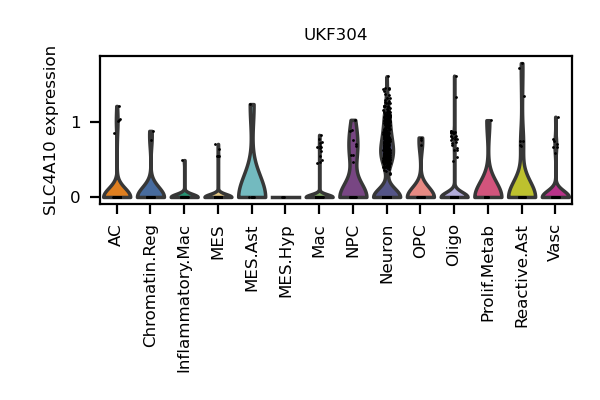 UKF304
SLC4A10 expression
1
0
AC
Chromatin.Reg
Inflammatory.Mac
MES
MES.Ast
MES.Hyp
Mac
NPC
Neuron
OPC
Oligo
Prolif.Metab
Reactive.Ast
Vasc